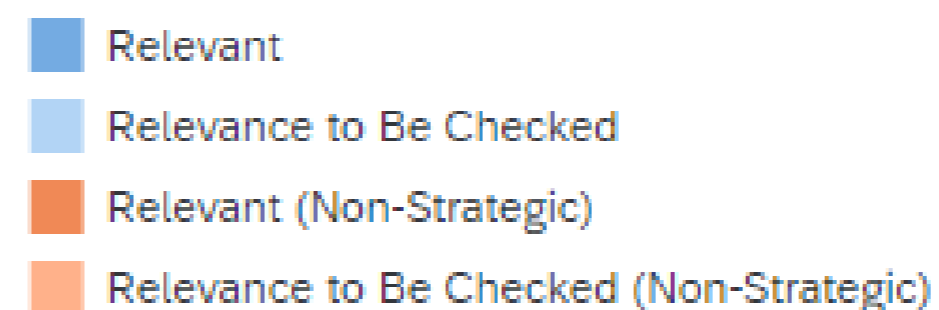 Relevant
Relevance to Be Checked
Relevant (Non-Strategic)
Relevance to Be Checked (Non-Strategic)